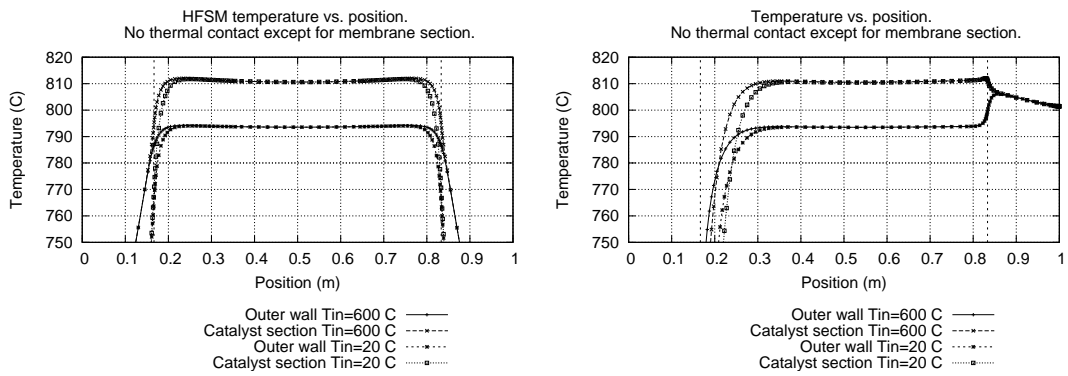 HFSM temperature vs. position.
No thermal contact except for membrane section.
820
810
800
790
780
770
760
750
Temperature (C)
0 0.1 0.2 0.3 0.4 0.5 0.6 0.7 0.8 0.9 1
Position (m)
Outer wall Tin=600 C
Catalyst section Tin=600 C
Outer wall Tin=20 C
Catalyst section Tin=20 C
Temperature vs. position.
No thermal contact except for membrane section.
820
810
800
790
780
770
760
750
Temperature (C)
0 0.1 0.2 0.3 0.4 0.5 0.6 0.7 0.8 0.9 1
Position (m)
Outer wall Tin=600 C
Catalyst section Tin=600 C
Outer wall Tin=20 C
Catalyst section Tin=20 C